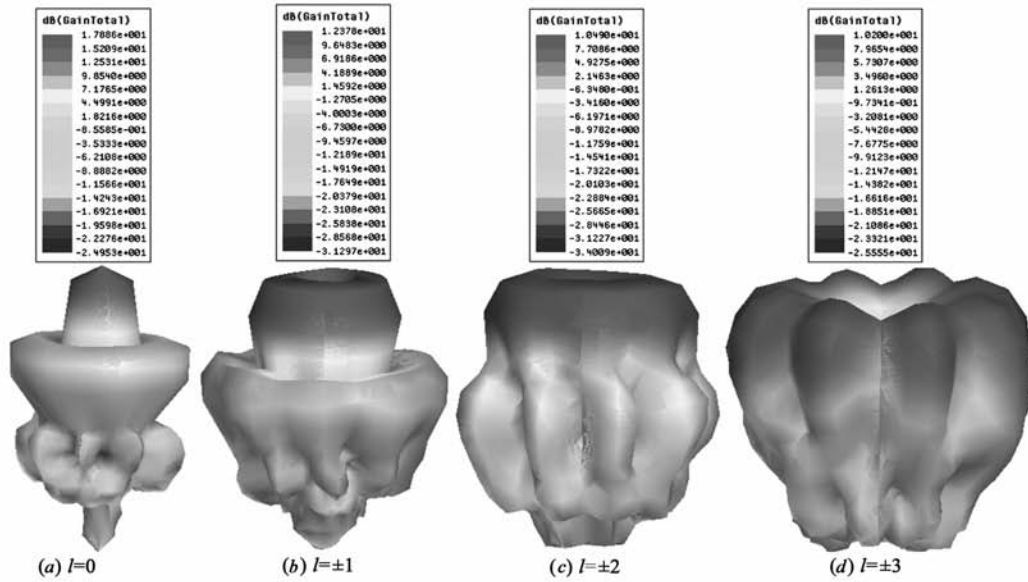 dB(GainTotal)
1.7886e+001
1.5209e+001
1.2531e+001
9.8540e+000
7.1765e+000
4.4991e+000
1.8216e+000
-8.5585e-001
-3.5333e+000
-6.2108e+000
-8.8882e+000
-1.1566e+001
-1.4243e+001
-1.6921e+001
-1.9598e+001
-2.2276e+001
-2.4953e+001
dB(GainTotal)
1.2378e+001
9.6483e+000
6.9186e+000
4.1889e+000
1.4592e+000
-1.2705e+000
-4.0003e+000
-6.7300e+000
-9.4597e+000
-1.2189e+001
-1.4919e+001
-1.7649e+001
-2.0379e+001
-2.3108e+001
-2.5838e+001
-2.8568e+001
-3.1297e+001
dB(GainTotal)
1.0490e+001
7.7086e+000
4.9275e+000
2.1463e+000
-6.3480e-001
-3.4160e+000
-6.1971e+000
-8.9782e+000
-1.1759e+001
-1.4541e+001
-1.7322e+001
-2.0103e+001
-2.2884e+001
-2.5665e+001
-2.8446e+001
-3.1227e+001
-3.4009e+001
dB(GainTotal)
1.0200e+001
7.9654e+000
5.7307e+000
3.4960e+000
1.2613e+000
-9.7341e-001
-3.2081e+000
-5.4428e+000
-7.6775e+000
-9.9123e+000
-1.2147e+001
-1.4382e+001
-1.6616e+001
-1.8851e+001
-2.1086e+001
-2.3321e+001
-2.5555e+001
(a) l=0
(b) l=±1
(c) l=±2
(d) l=±3